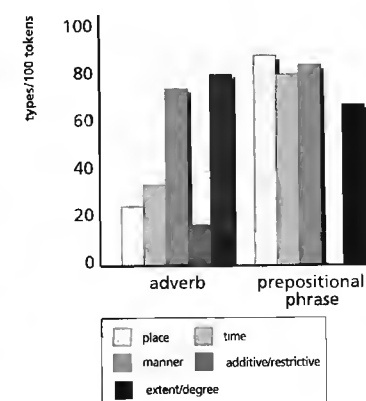 types/100 tokens
100
80
60
40
20
0
adverb
prepositional
phrase
place
time
manner
additive/restrictive
extent/degree